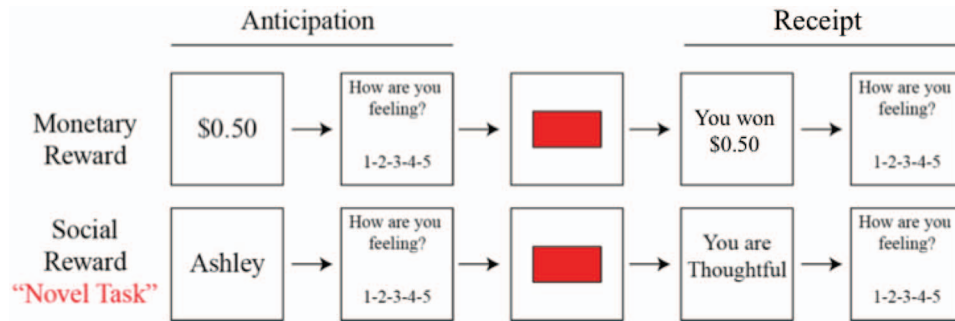 Anticipation
Receipt
Monetary
Reward
$0.50
How are you
feeling?
1-2-3-4-5
You won
$0.50
How are you
feeling?
1-2-3-4-5
Social
Reward
“Novel Task”
Ashley
How are you
feeling?
1-2-3-4-5
You are
Thoughtful
How are you
feeling?
1-2-3-4-5